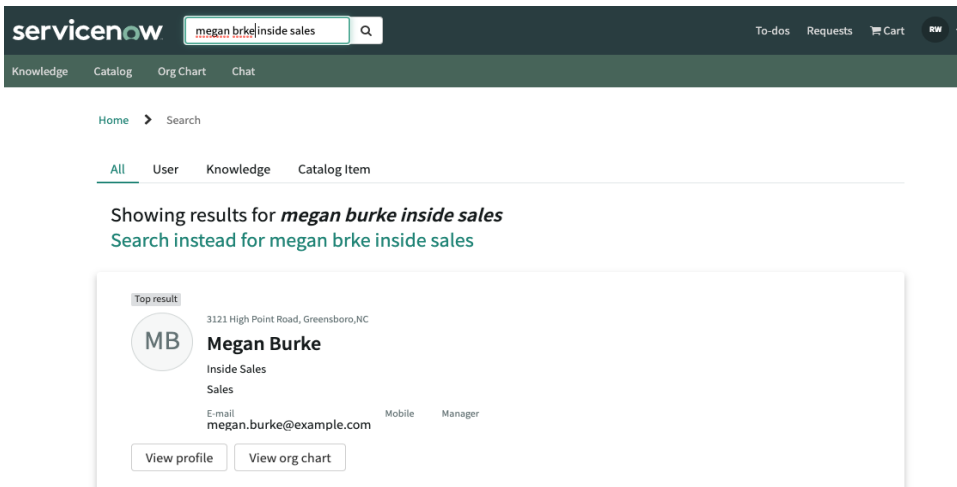 servicenow megan brke inside sales To-dos Requests Cart RW
Knowledge Catalog Org Chart Chat
Home Search
All User Knowledge Catalog Item
Showing results for megan burke inside sales
Search instead for megan brke inside sales
Top result
3121 High Point Road, Greensboro,NC
MB
Megan Burke
Inside Sales
Sales
E-mail Mobile Manager
megan.burke@example.com
View profile View org chart